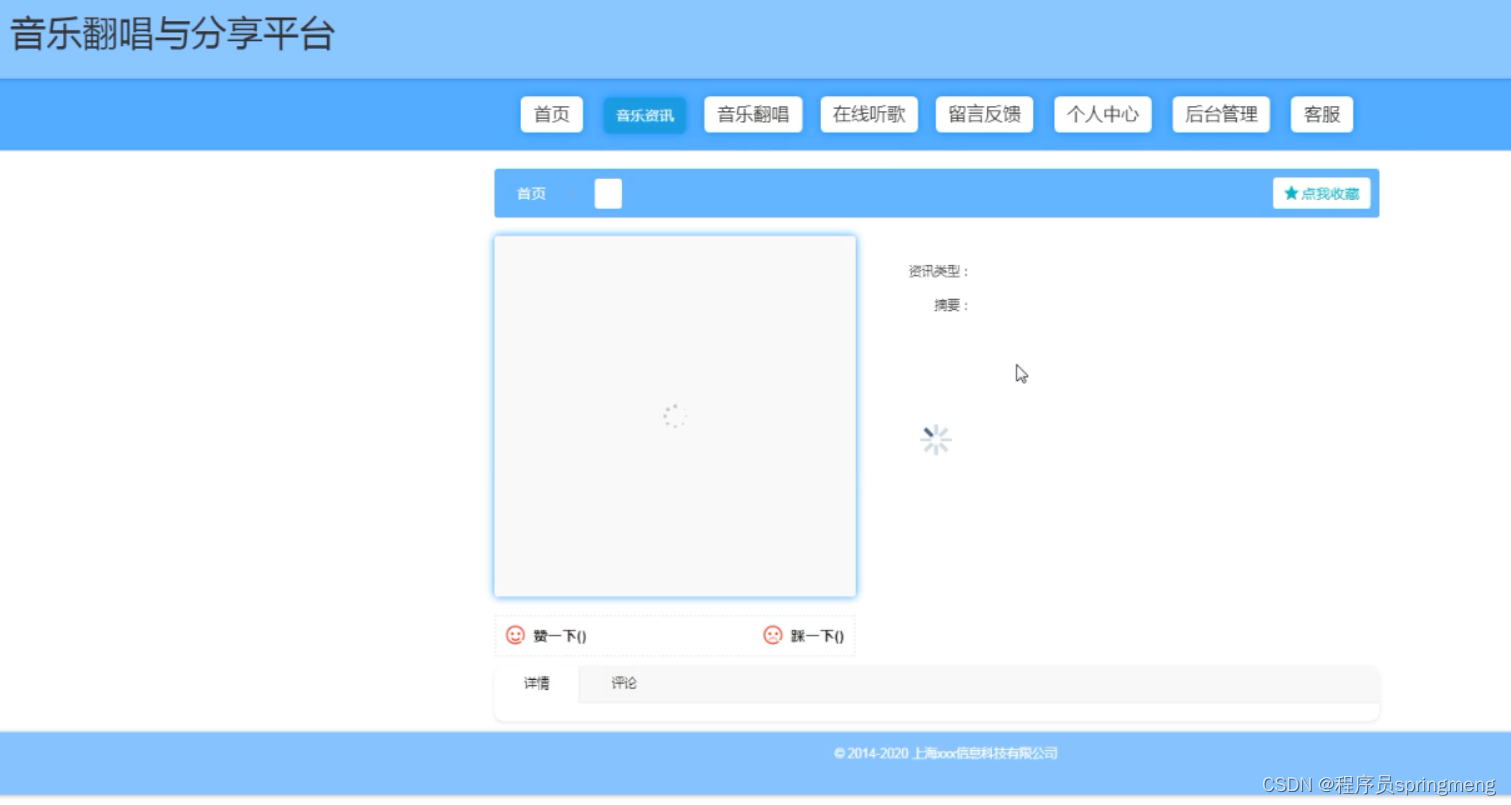 音乐翻唱与分享平台
首页 音乐资讯 音乐翻唱 在线听歌 留言反馈 个人中心 后台管理 客服
首页 ★点我收藏
资讯类型：
摘要：
赞一下() 踩一下()
详情 评论
© 2014-2020 上海xxx信息科技有限公司
CSDN @程序员springmeng